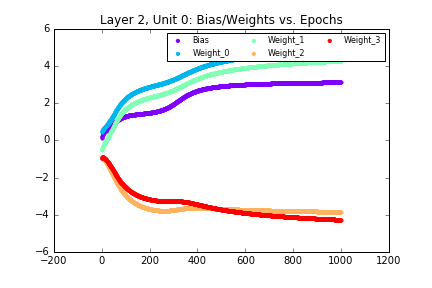 Layer 2, Unit 0: Bias/Weights vs. Epochs
Bias Weight_1 Weight_3
Weight_0 Weight_2
6
4
2
0
−2
−4
−6
−200 0 200 400 600 800 1000 1200